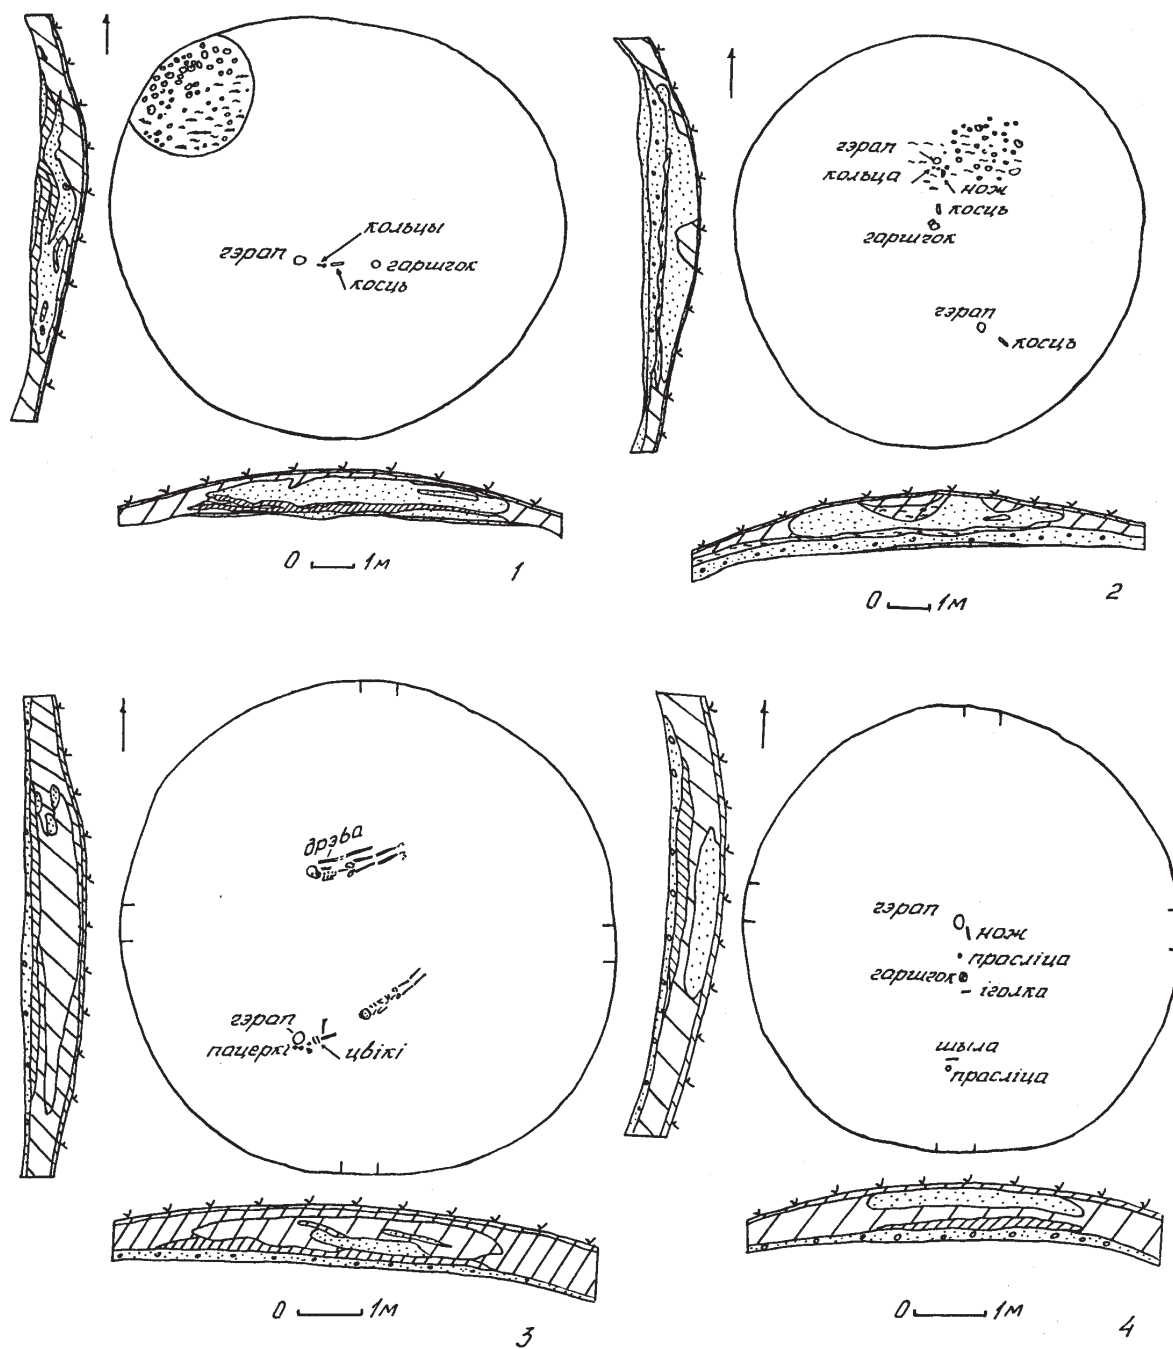 кольцы
гэрап
гаршчок
косць
0 1м
1
гэрап
кольца
нож
косць
гаршчок
гэрап
косць
0 1м
2
дрэва
гэрап
пацеркі
цвікі
0 1м
3
гэрап
нож
прасліца
гаршчок
іголка
шыла
прасліца
0 1м
4